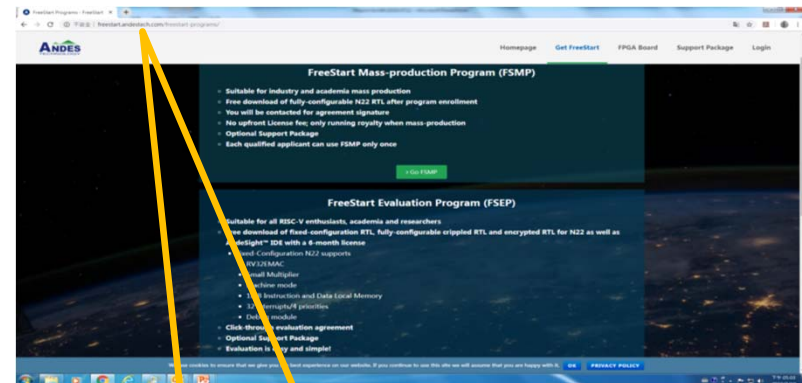 FreeStart Programs - FreeStart
freestart.andestech.com/freestart-programs/
ANDES
TECHNOLOGY
Homepage
Get FreeStart
FPGA Board
Support Package
Login
FreeStart Mass-production Program (FSMP)
Suitable for industry and academia mass production
Free download of fully-configurable N22 RTL after program enrollment
You will be contacted for agreement signature
No upfront License fee; only running royalty when mass-production
Optional Support Package
Each qualified applicant can use FSMP only once
> Go FSMP
FreeStart Evaluation Program (FSEP)
Suitable for all RISC-V enthusiasts, academia and researchers
Free download of fixed-configuration RTL, fully-configurable crippled RTL and encrypted RTL for N22 as well as
AndeSight™ IDE with a 6-month license
Fixed-Configuration N22 supports
RV32EMAC
Small Multiplier
Machine mode
Instruction and Data Local Memory
32 interrupts/4 priorities
Debug module
Click-through evaluation agreement
Optional Support Package
Evaluation is easy and simple!
use cookies to ensure that we give you best experience on our website. If you continue to use this site we will assume that you are happy with it.
OK
PRIVACY POLICY